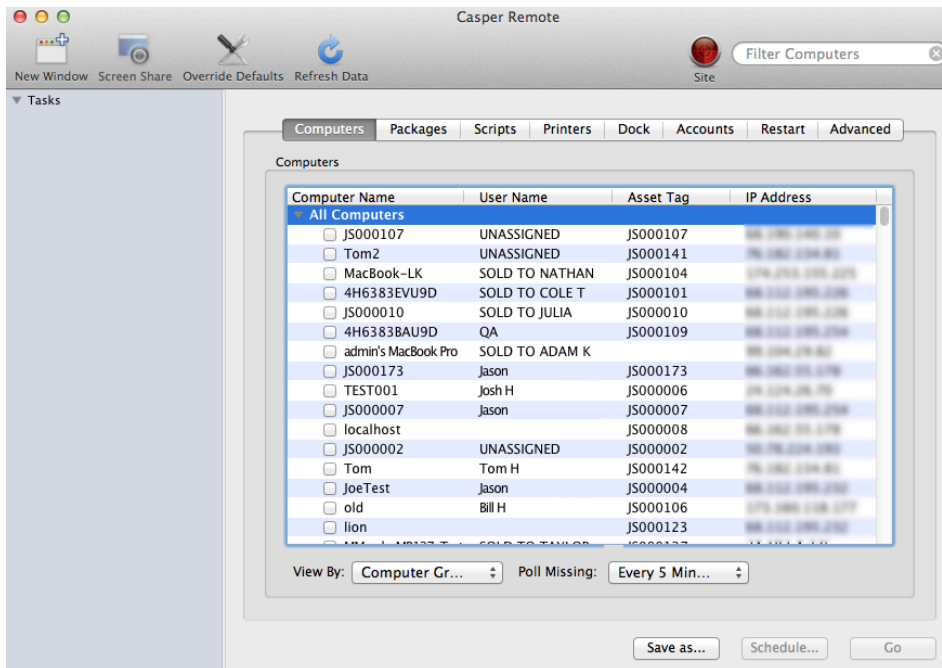 Casper Remote
New Window Screen Share Override Defaults Refresh Data Site Filter Computers
Tasks
Computers Packages Scripts Printers Dock Accounts Restart Advanced
Computers
Computer Name User Name Asset Tag IP Address
All Computers
JS000107 UNASSIGNED JS000107
Tom2 UNASSIGNED JS000141
MacBook-LK SOLD TO NATHAN JS000104
4H6383EVU9D SOLD TO COLE T JS000101
JS000010 SOLD TO JULIA JS000010
4H6383BAU9D QA JS000109
admin's MacBook Pro SOLD TO ADAM K
JS000173 Jason JS000173
TEST001 Josh H JS000006
JS000007 Jason JS000007
localhost JS000008
JS000002 UNASSIGNED JS000002
Tom Tom H JS000142
JoeTest Jason JS000004
old Bill H JS000106
lion JS000123
SOLD TO TAYLOR
View By: Computer Gr... Poll Missing: Every 5 Min...
Save as... Schedule... Go